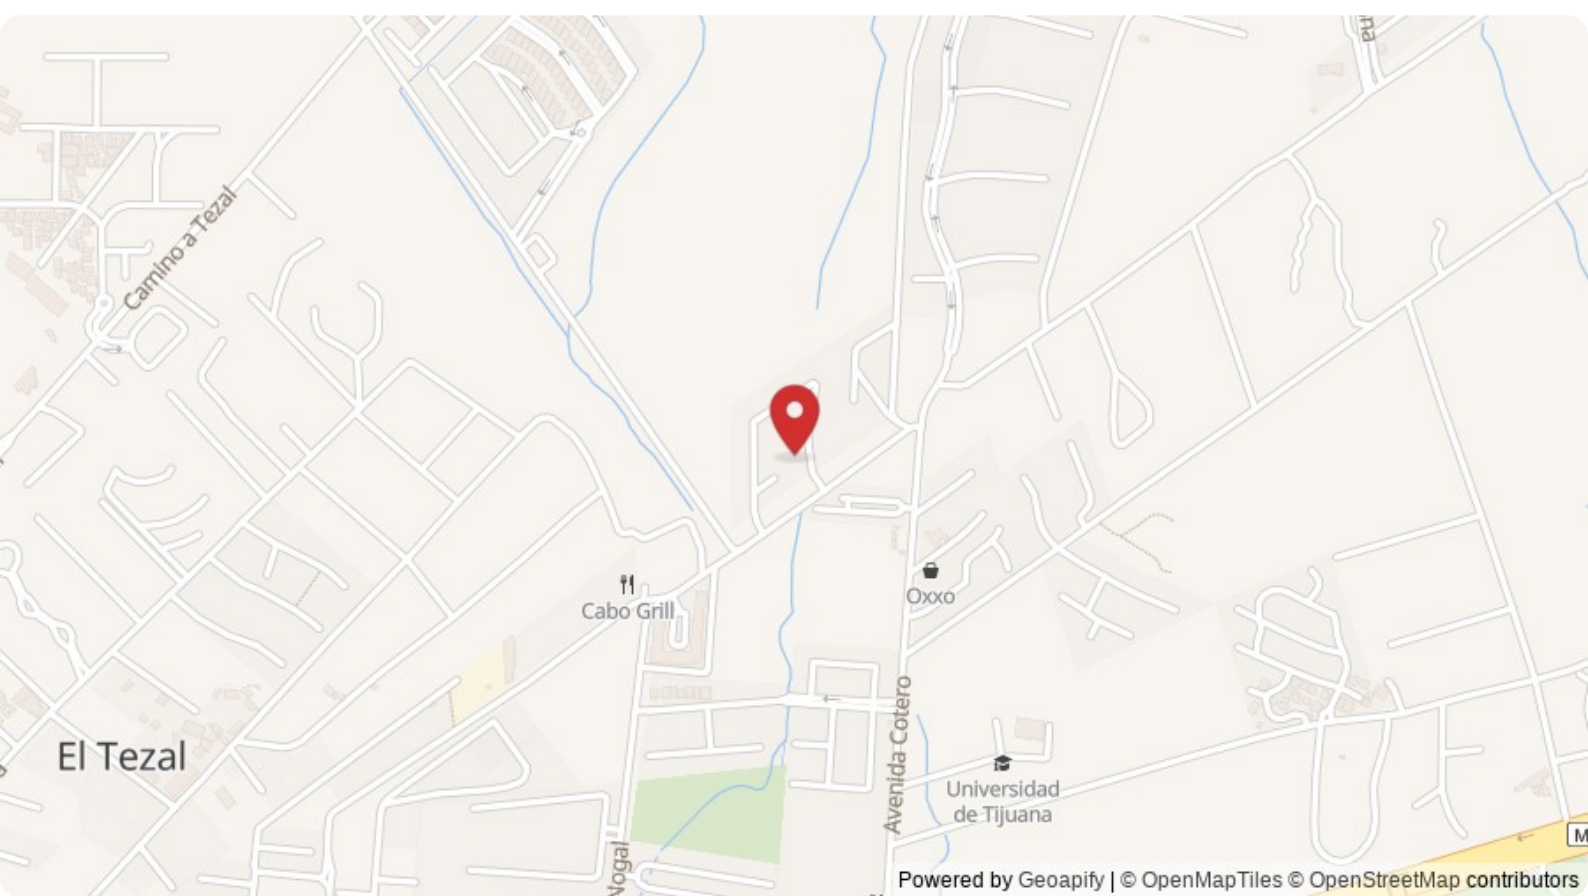 Camino a Tezal
Cabo Grill
Oxxo
El Tezal
Avenida Cotero
Universidad
de Tijuana
Nogal
M
Powered by Geoapify | © OpenMapTiles © OpenStreetMap contributors